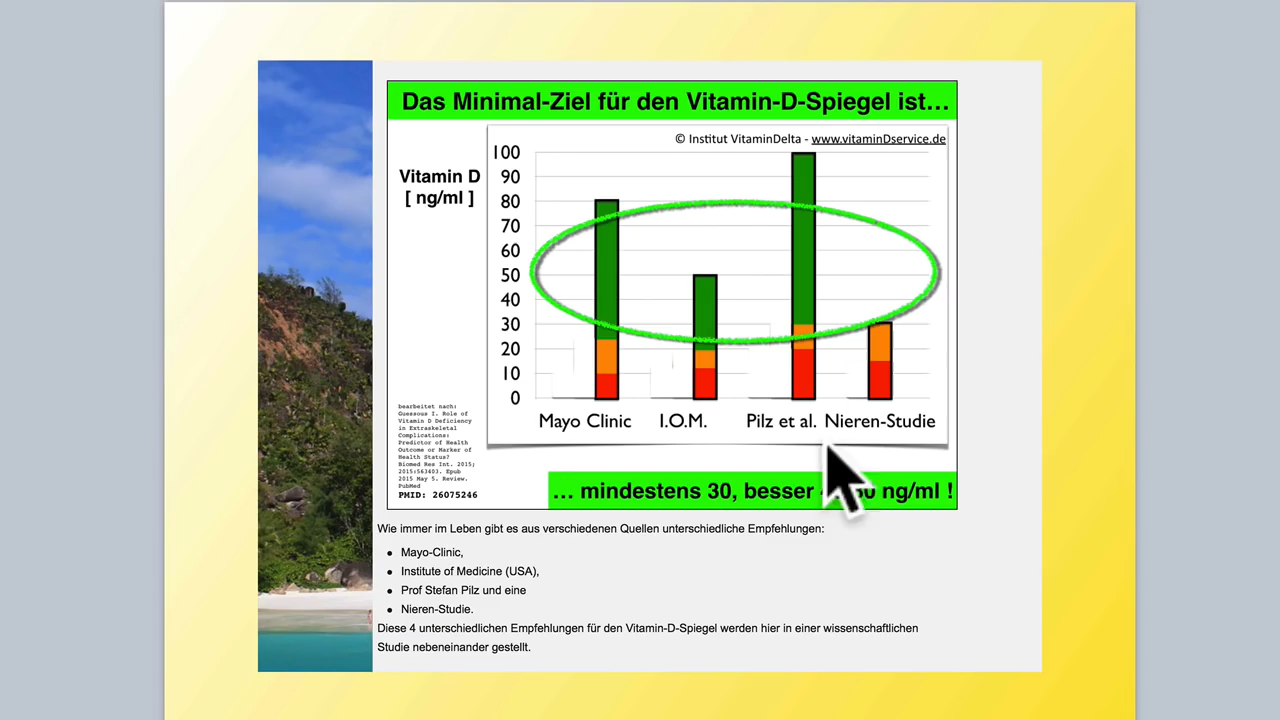 Das Minimal-Ziel für den Vitamin-D-Spiegel ist…
© Institut VitaminDelta - www.vitaminDservice.de
Vitamin D
[ ng/ml ]
100
90
80
70
60
50
40
30
20
10
0
Mayo Clinic
I.O.M.
Pilz et al.
Nieren-Studie
bearbeitet nach:
Guessous I. Role of
Vitamin D Deficiency
in Extraskeletal
Complications:
Predictor of Health
Outcome or Marker of
Health Status?
Biomed Res Int. 2015;
2015:563403. Epub
2015 May 5. Review.
PubMed
PMID: 26075246
… mindestens 30, besser ng/ml !
Wie immer im Leben gibt es aus verschiedenen Quellen unterschiedliche Empfehlungen:
• Mayo-Clinic,
• Institute of Medicine (USA),
• Prof Stefan Pilz und eine
• Nieren-Studie.
Diese 4 unterschiedlichen Empfehlungen für den Vitamin-D-Spiegel werden hier in einer wissenschaftlichen
Studie nebeneinander gestellt.